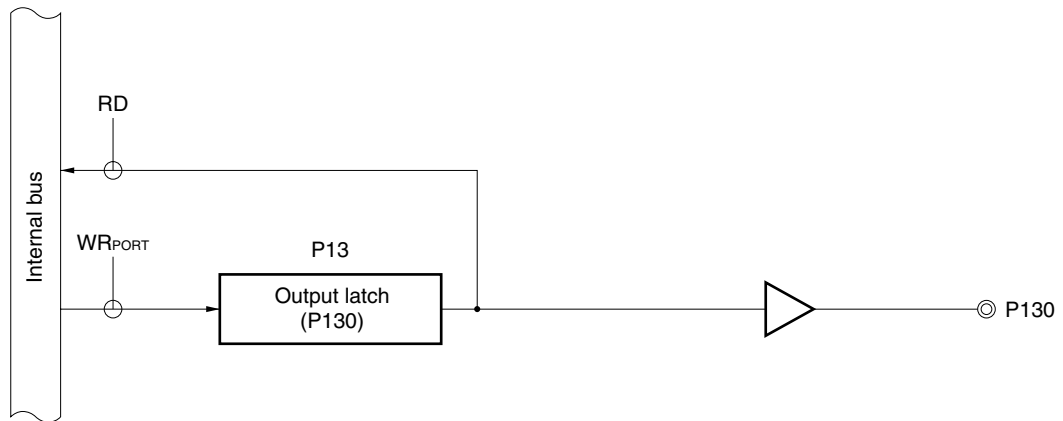 RD
Internal bus
WRPORT
P13
Output latch
(P130)
P130